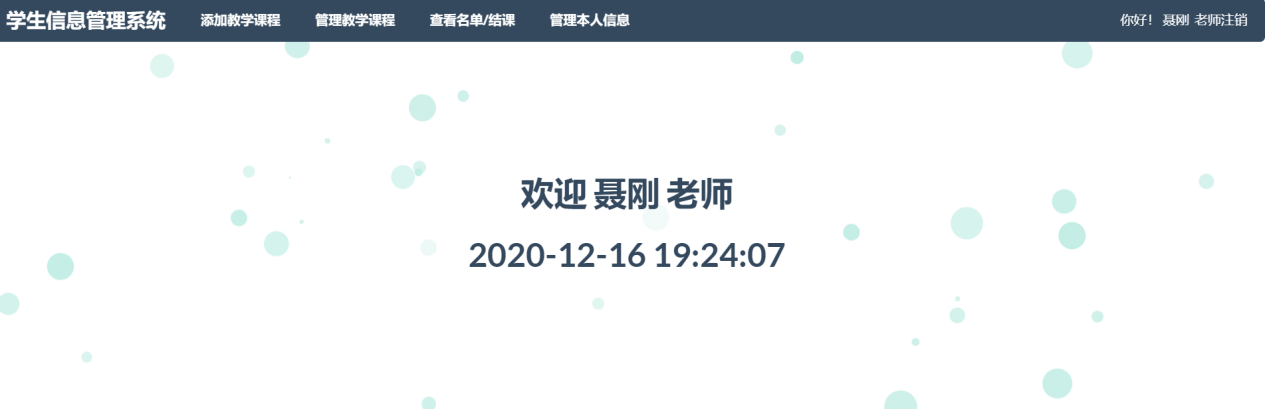 学生信息管理系统 添加教学课程 管理教学课程 查看名单/结课 管理本人信息 你好! 聂刚 老师注销
欢迎 聂刚 老师
2020-12-16 19:24:07